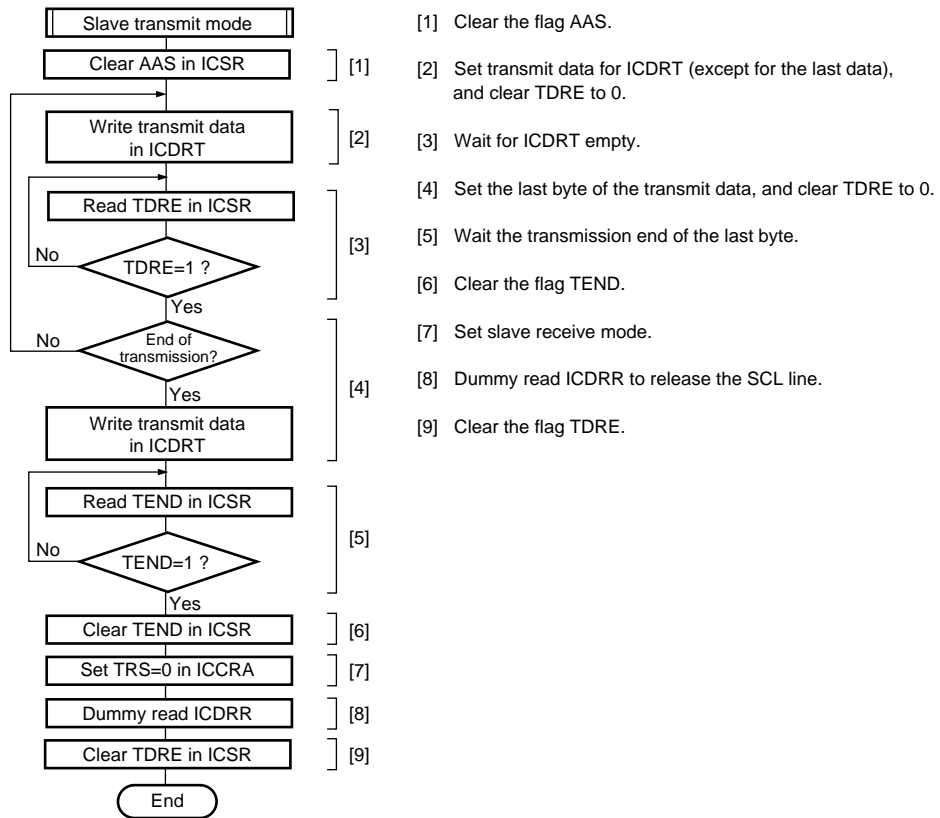 Slave transmit mode
Clear AAS in ICSR
[1]
Write transmit data
in ICDRT
[2]
Read TDRE in ICSR
[3]
No
TDRE=1 ?
Yes
No
End of
transmission?
[4]
Yes
Write transmit data
in ICDRT
Read TEND in ICSR
[5]
No
TEND=1 ?
Yes
Clear TEND in ICSR
[6]
Set TRS=0 in ICCRA
[7]
Dummy read ICDRR
[8]
Clear TDRE in ICSR
[9]
End
[1] Clear the flag AAS.
[2] Set transmit data for ICDRT (except for the last data),
and clear TDRE to 0.
[3] Wait for ICDRT empty.
[4] Set the last byte of the transmit data, and clear TDRE to 0.
[5] Wait the transmission end of the last byte.
[6] Clear the flag TEND.
[7] Set slave receive mode.
[8] Dummy read ICDRR to release the SCL line.
[9] Clear the flag TDRE.